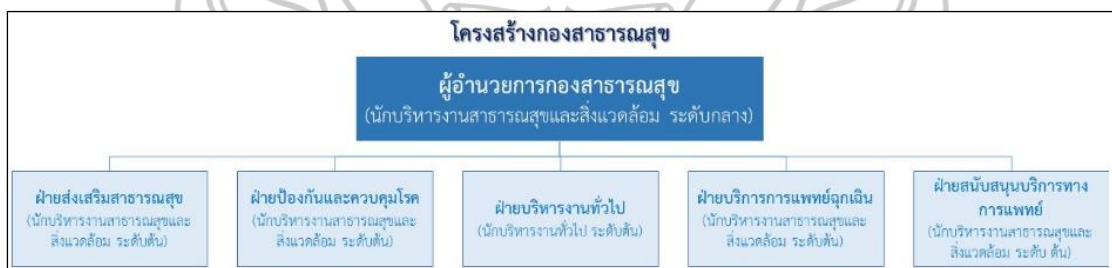 โครงสร้างกองสาธารณสุข
ผู้อำนวยการกองสาธารณสุข
(นักบริหารงานสาธารณสุขและสิ่งแวดล้อม ระดับกลาง)
ฝ่ายส่งเสริมสาธารณสุข
(นักบริหารงานสาธารณสุขและ
สิ่งแวดล้อม ระดับต้น)
ฝ่ายป้องกันและควบคุมโรค
(นักบริหารงานสาธารณสุขและ
สิ่งแวดล้อม ระดับต้น)
ฝ่ายบริหารงานทั่วไป
(นักบริหารงานทั่วไป ระดับต้น)
ฝ่ายบริการการแพทย์ฉุกเฉิน
(นักบริหารงานสาธารณสุขและ
สิ่งแวดล้อม ระดับต้น)
ฝ่ายสนับสนุนบริการทาง
การแพทย์
(นักบริหารงานสาธารณสุขและ
สิ่งแวดล้อม ระดับ ต้น)